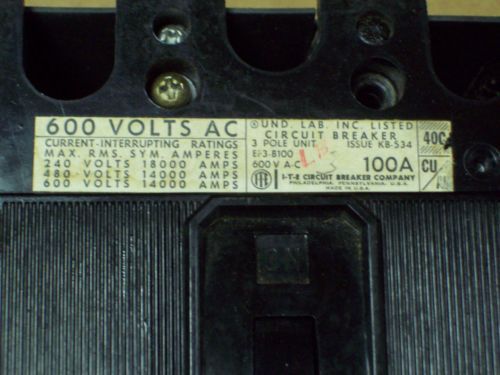 600 VOLTS AC
CURRENT-INTERRUPTING RATINGS
MAX. RMS. SYM. AMPERES
240 VOLTS 18000 AMPS
480 VOLTS 14000 AMPS
600 VOLTS 14000 AMPS
UND. LAB. INC. LISTED
CIRCUIT BREAKER
3 POLE UNIT ISSUE KB-534
EF3-B100
600 V A-C 100A
ITE I-T-E CIRCUIT BREAKER COMPANY
PHILADELPHIA, PENNSYLVANIA, U.S.A.
MADE IN U.S.A.
40C
CU
ON